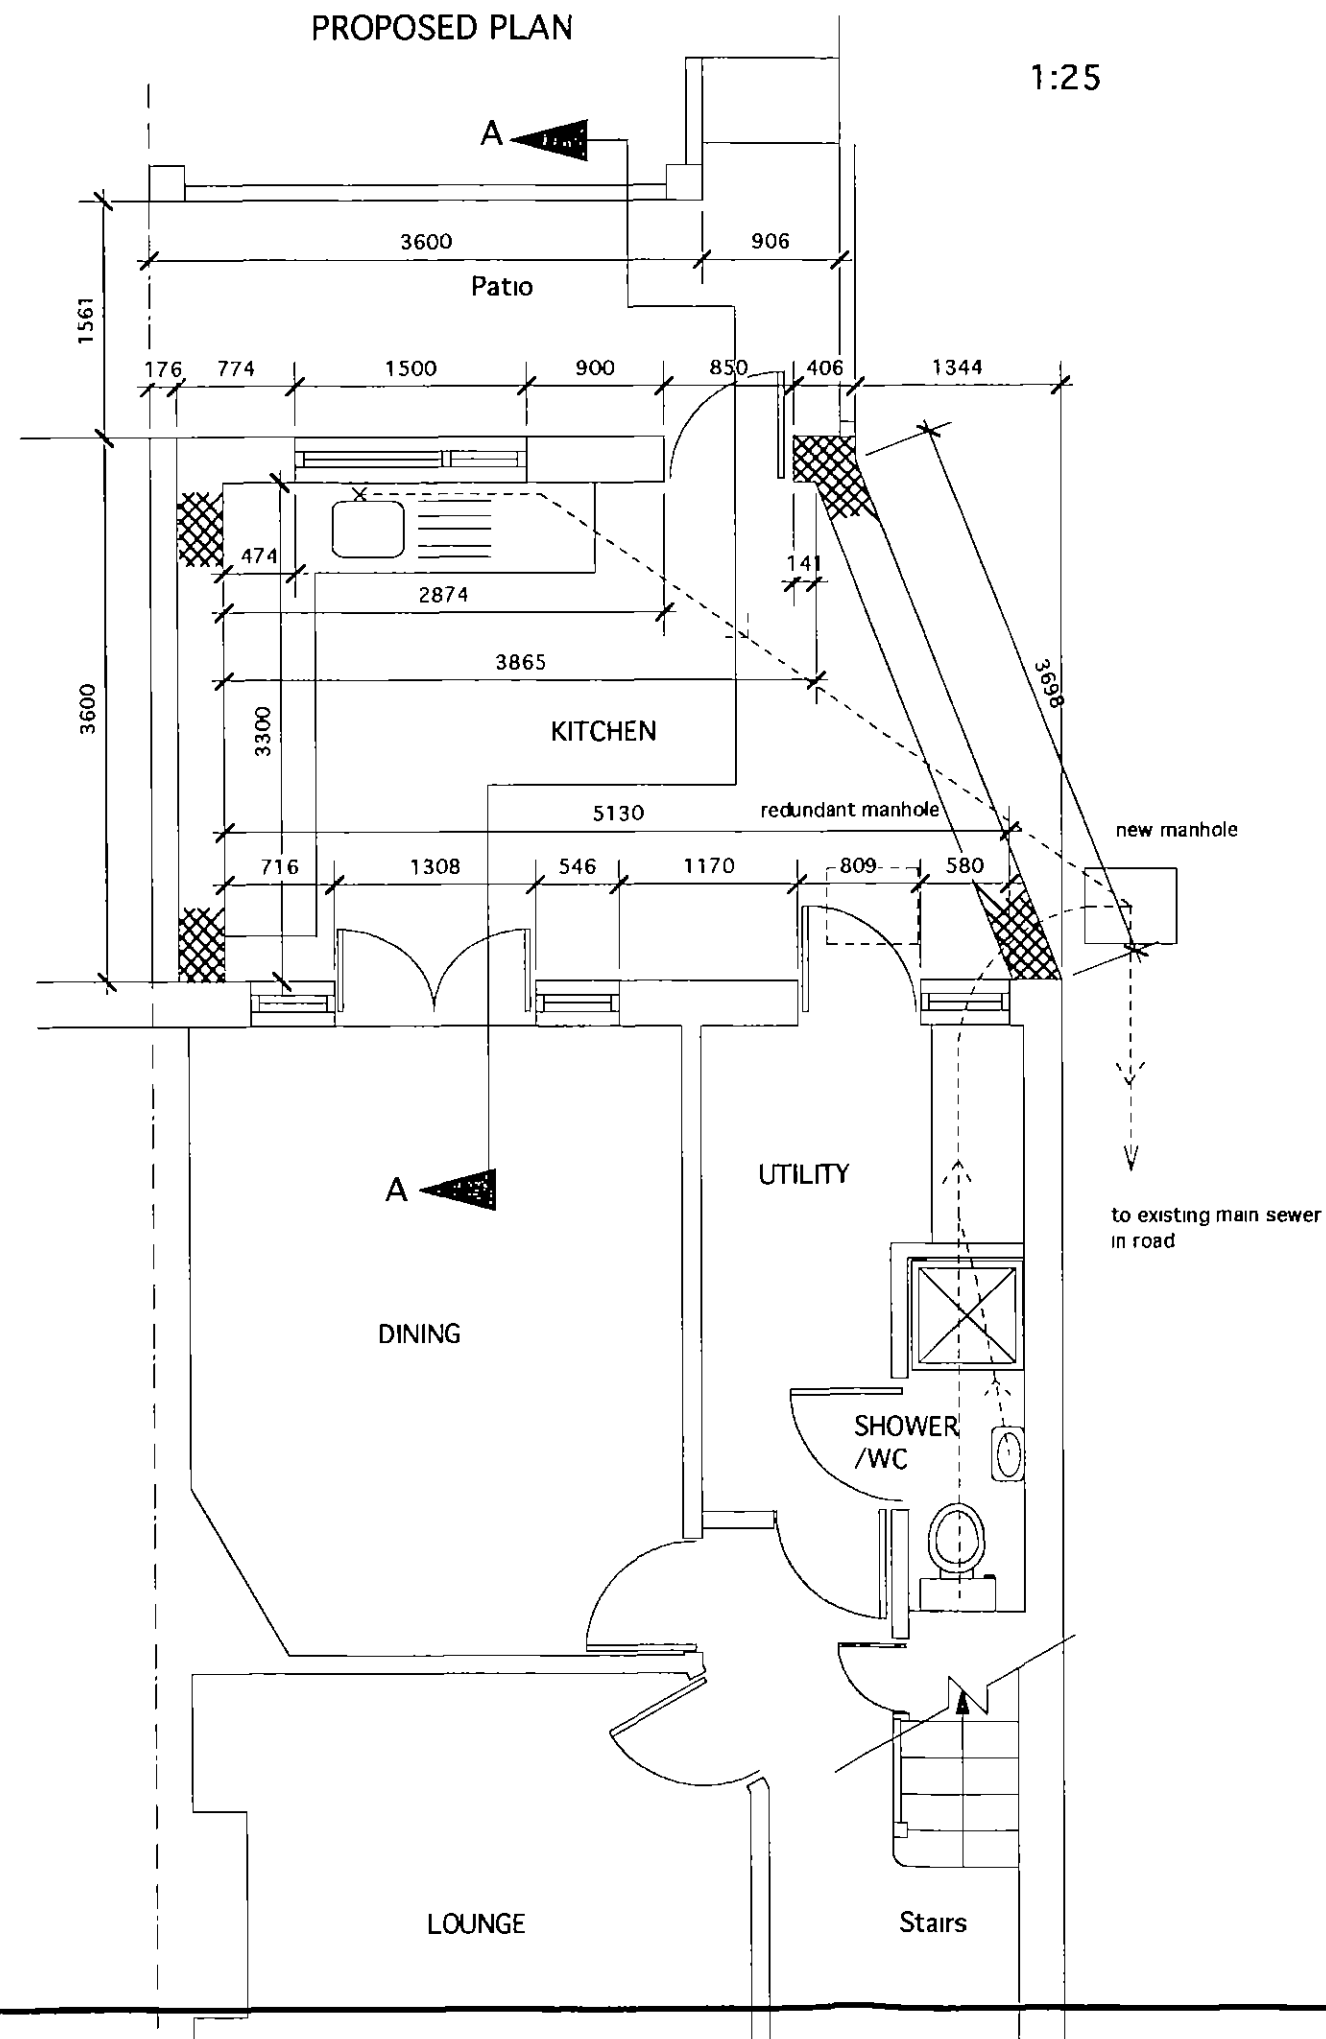 PROPOSED PLAN
1:25
A
3600
906
Patio
1561
176
774
1500
900
850
406
1344
474
141
2874
3865
3698
3600
3300
KITCHEN
5130
redundant manhole
new manhole
716
1308
546
1170
809
580
UTILITY
A
to existing main sewer
in road
DINING
SHOWER
/WC
LOUNGE
Stairs